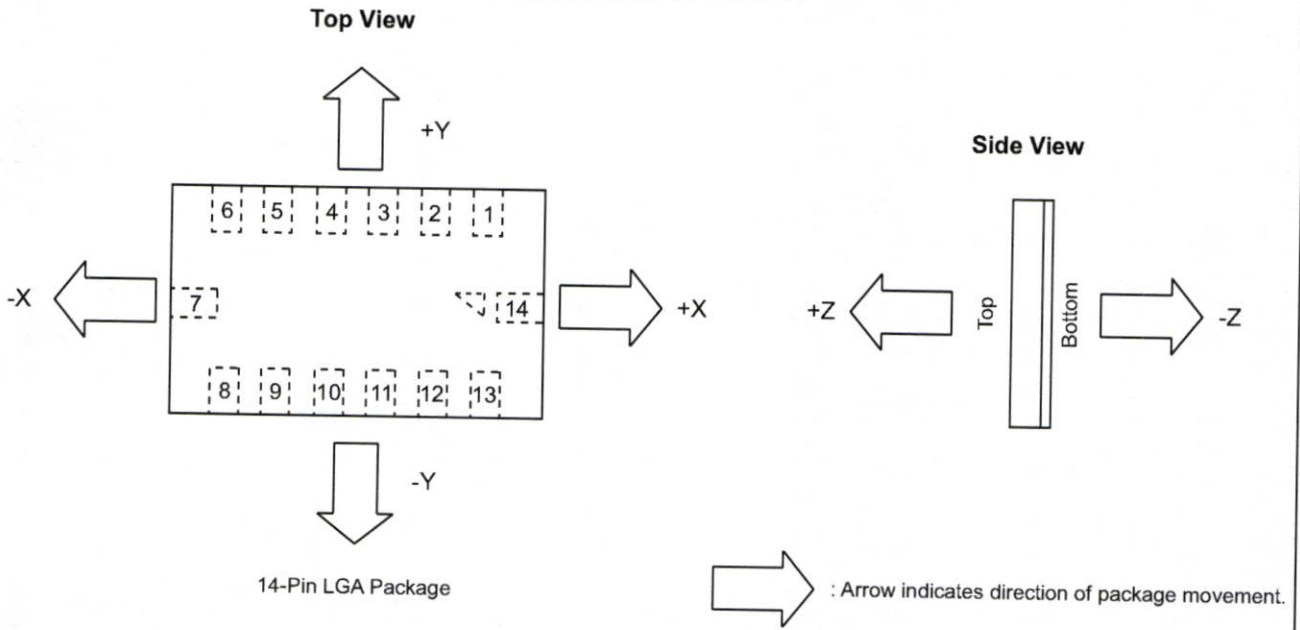 Top View
+Y
Side View
6 5 4 3 2 1
-X
7
14
+X
+Z
Top
Bottom
-Z
8 9 10 11 12 13
-Y
14-Pin LGA Package
: Arrow indicates direction of package movement.